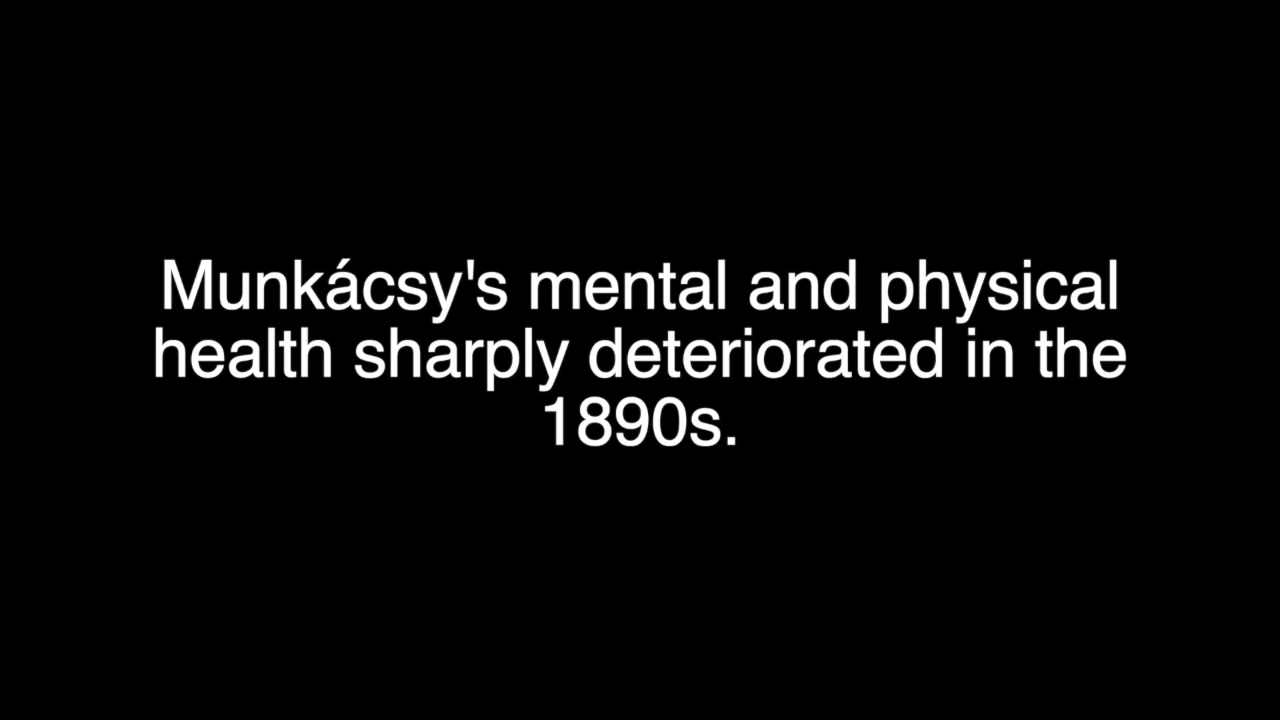 Munkácsy's mental and physical
health sharply deteriorated in the
1890s.